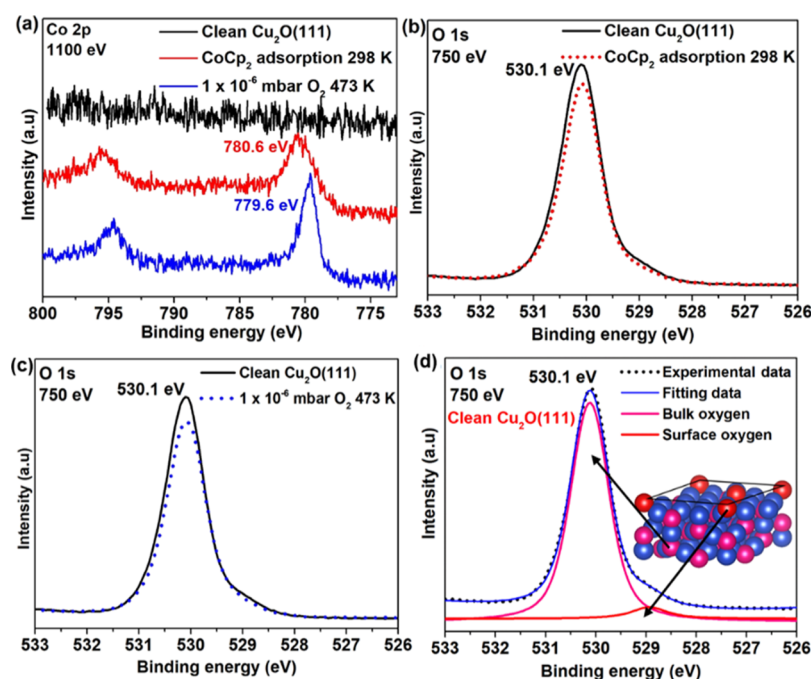 (a) Co 2p
1100 eV
Clean Cu₂O(111)
CoCp₂ adsorption 298 K
1 x 10⁻⁶ mbar O₂ 473 K
780.6 eV
779.6 eV
Intensity (a.u)
800 795 790 785 780 775
Binding energy (eV)
(b)
O 1s
750 eV
Clean Cu₂O(111)
CoCp₂ adsorption 298 K
530.1 eV
Intensity (a.u)
533 532 531 530 529 528 527 526
Binding energy (eV)
(c)
O 1s
750 eV
530.1 eV
Clean Cu₂O(111)
1 x 10⁻⁶ mbar O₂ 473 K
Intensity (a.u)
533 532 531 530 529 528 527 526
Binding energy (eV)
(d)
O 1s
750 eV
Clean Cu₂O(111)
530.1 eV
Experimental data
Fitting data
Bulk oxygen
Surface oxygen
Intensity (a.u)
533 532 531 530 529 528 527 526
Binding energy (eV)